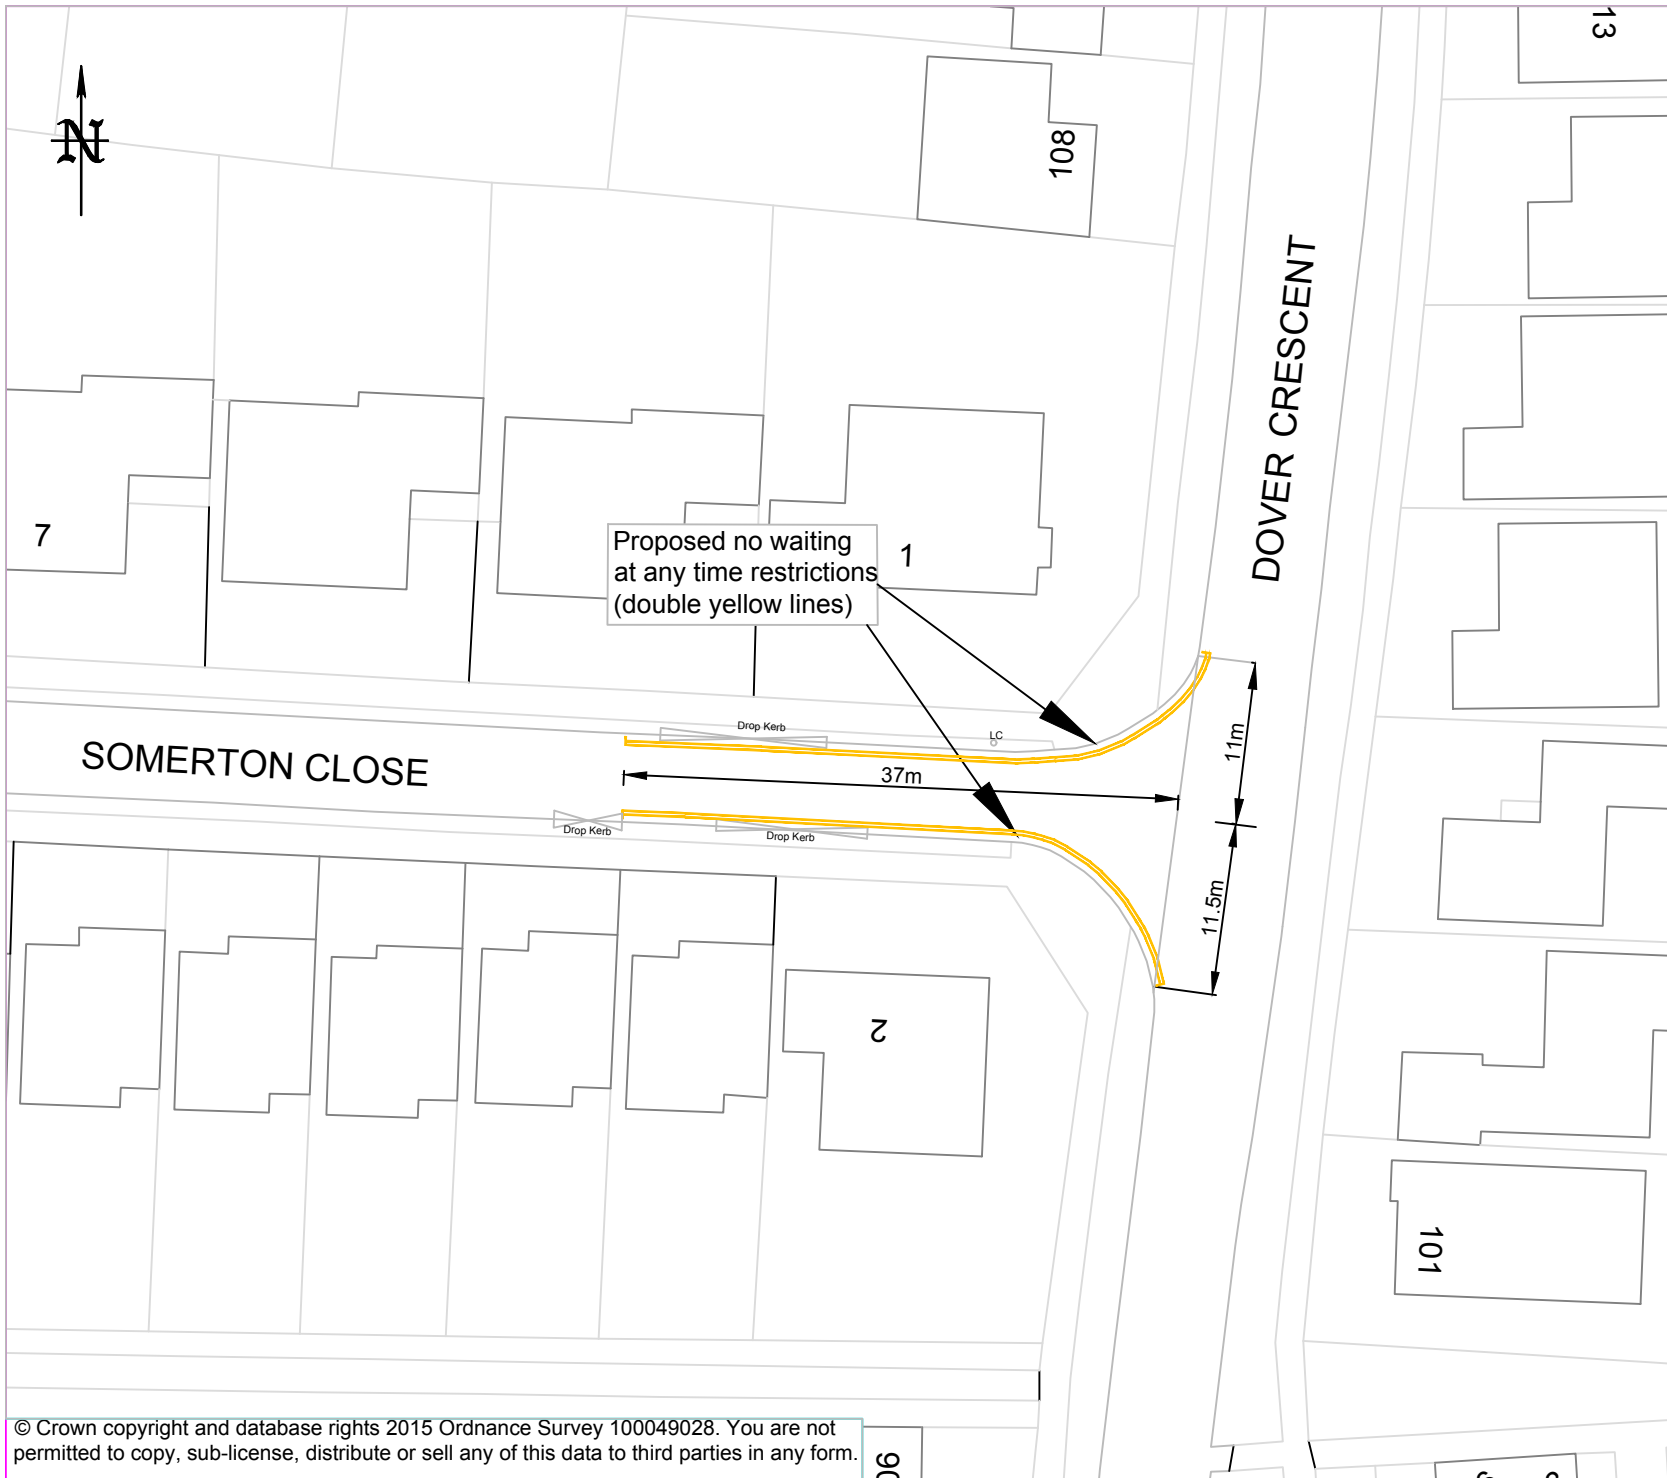 13
N
108
DOVER CRESCENT
7
Proposed no waiting
at any time restrictions
(double yellow lines)
1
Drop Kerb
LC
11m
SOMERTON CLOSE
37m
Drop Kerb
Drop Kerb
11.5m
2
101
© Crown copyright and database rights 2015 Ordnance Survey 100049028. You are not
permitted to copy, sub-license, distribute or sell any of this data to third parties in any form.
90